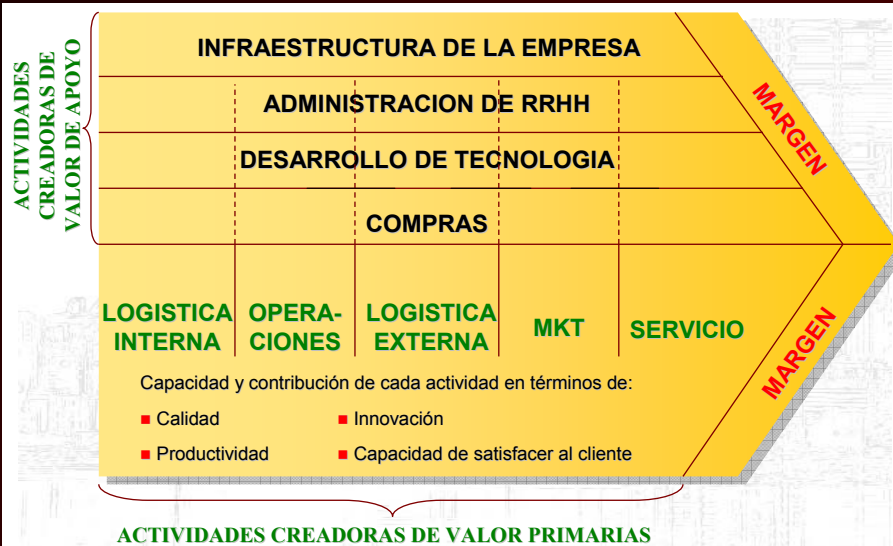 ACTIVIDADES
CREADORAS DE
VALOR DE APOYO
INFRAESTRUCTURA DE LA EMPRESA
ADMINISTRACION DE RRHH
DESARROLLO DE TECNOLOGIA
COMPRAS
MARGEN
LOGISTICA
INTERNA
OPERA-
CIONES
LOGISTICA
EXTERNA
MKT
SERVICIO
MARGEN
Capacidad y contribución de cada actividad en términos de:
■ Calidad
■ Innovación
■ Productividad
■ Capacidad de satisfacer al cliente
ACTIVIDADES CREADORAS DE VALOR PRIMARIAS